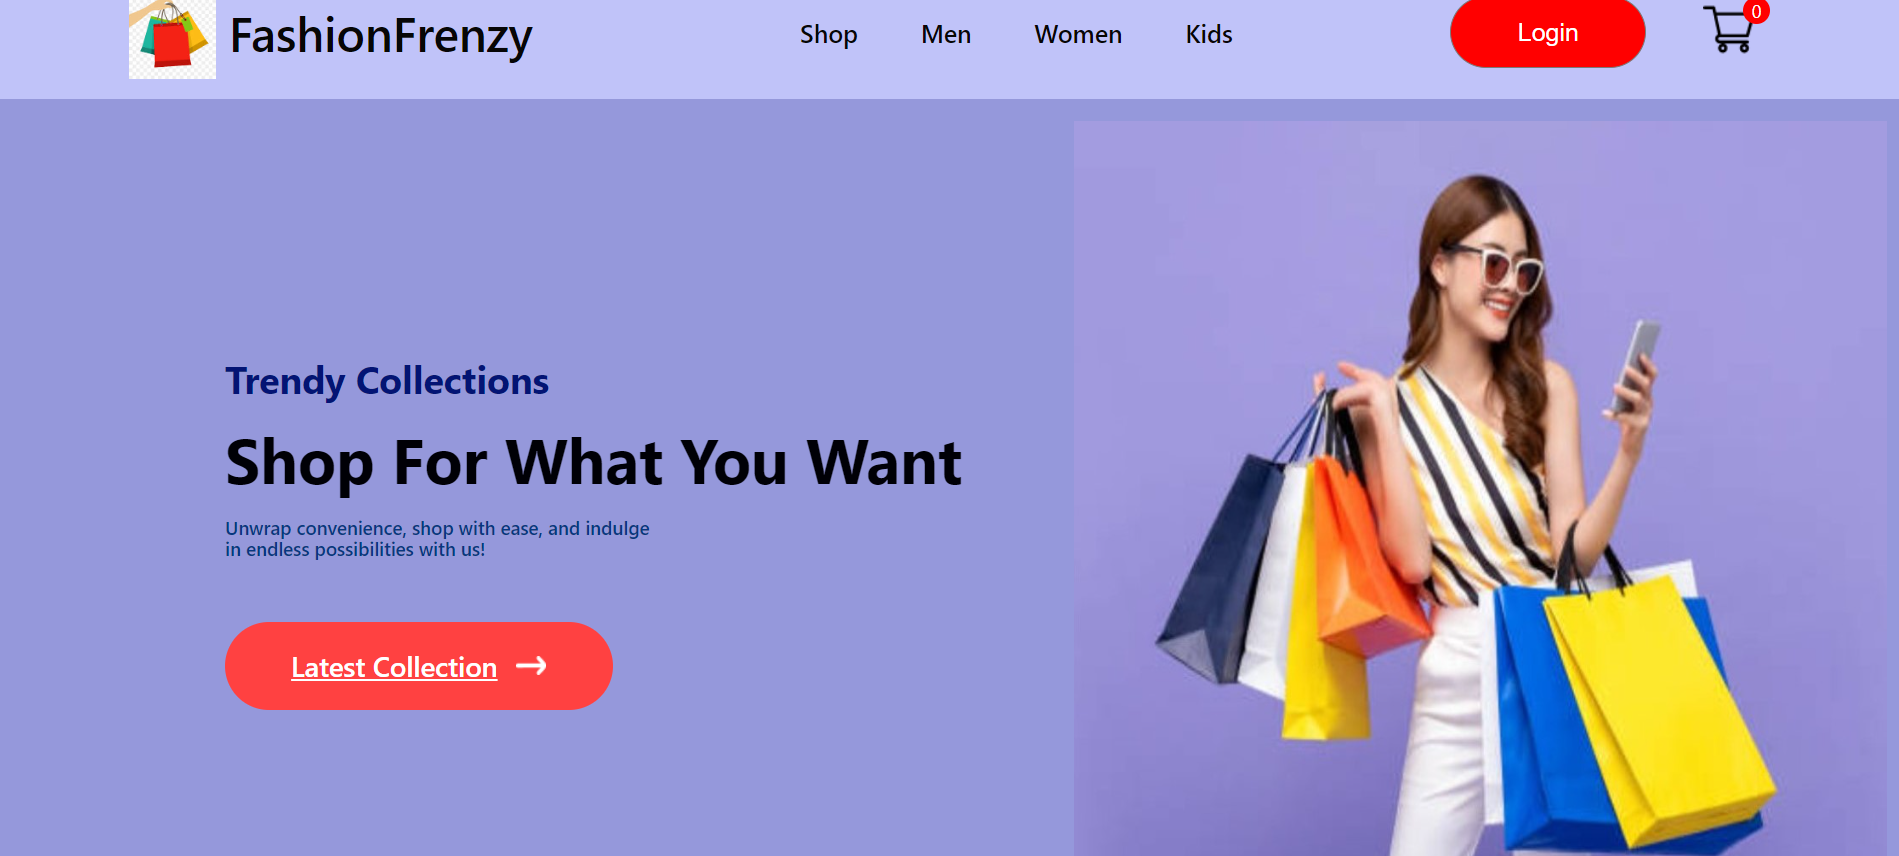 FashionFrenzy
Shop Men Women Kids
Login
0
Trendy Collections
Shop For What You Want
Unwrap convenience, shop with ease, and indulge
in endless possibilities with us!
Latest Collection →